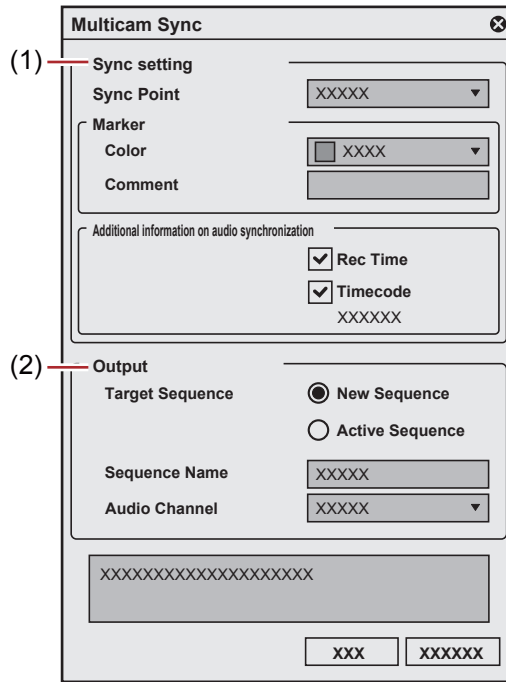 Multicam Sync
(1)
Sync setting
Sync Point XXXXX
Marker
Color XXXX
Comment
Additional information on audio synchronization
Rec Time
Timecode
XXXXXX
(2)
Output
Target Sequence New Sequence
Active Sequence
Sequence Name XXXXX
Audio Channel XXXXX
XXXXXXXXXXXXXXXXXXXX
XXX XXXXXX